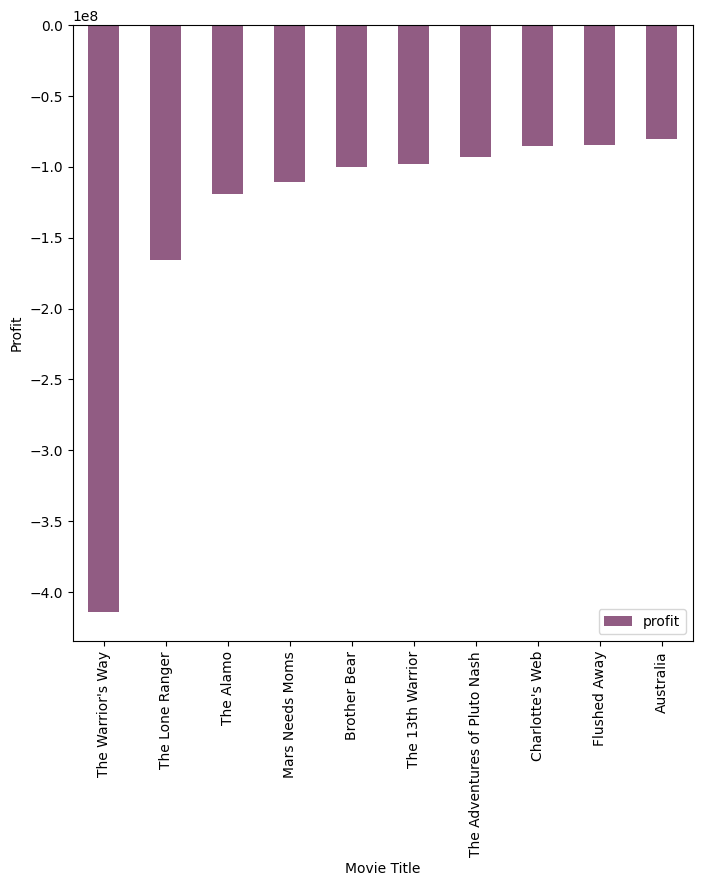 1e8
0.0
−0.5
−1.0
−1.5
−2.0
−2.5
−3.0
−3.5
−4.0
Profit
profit
The Warrior's Way
The Lone Ranger
The Alamo
Mars Needs Moms
Brother Bear
The 13th Warrior
The Adventures of Pluto Nash
Charlotte's Web
Flushed Away
Australia
Movie Title